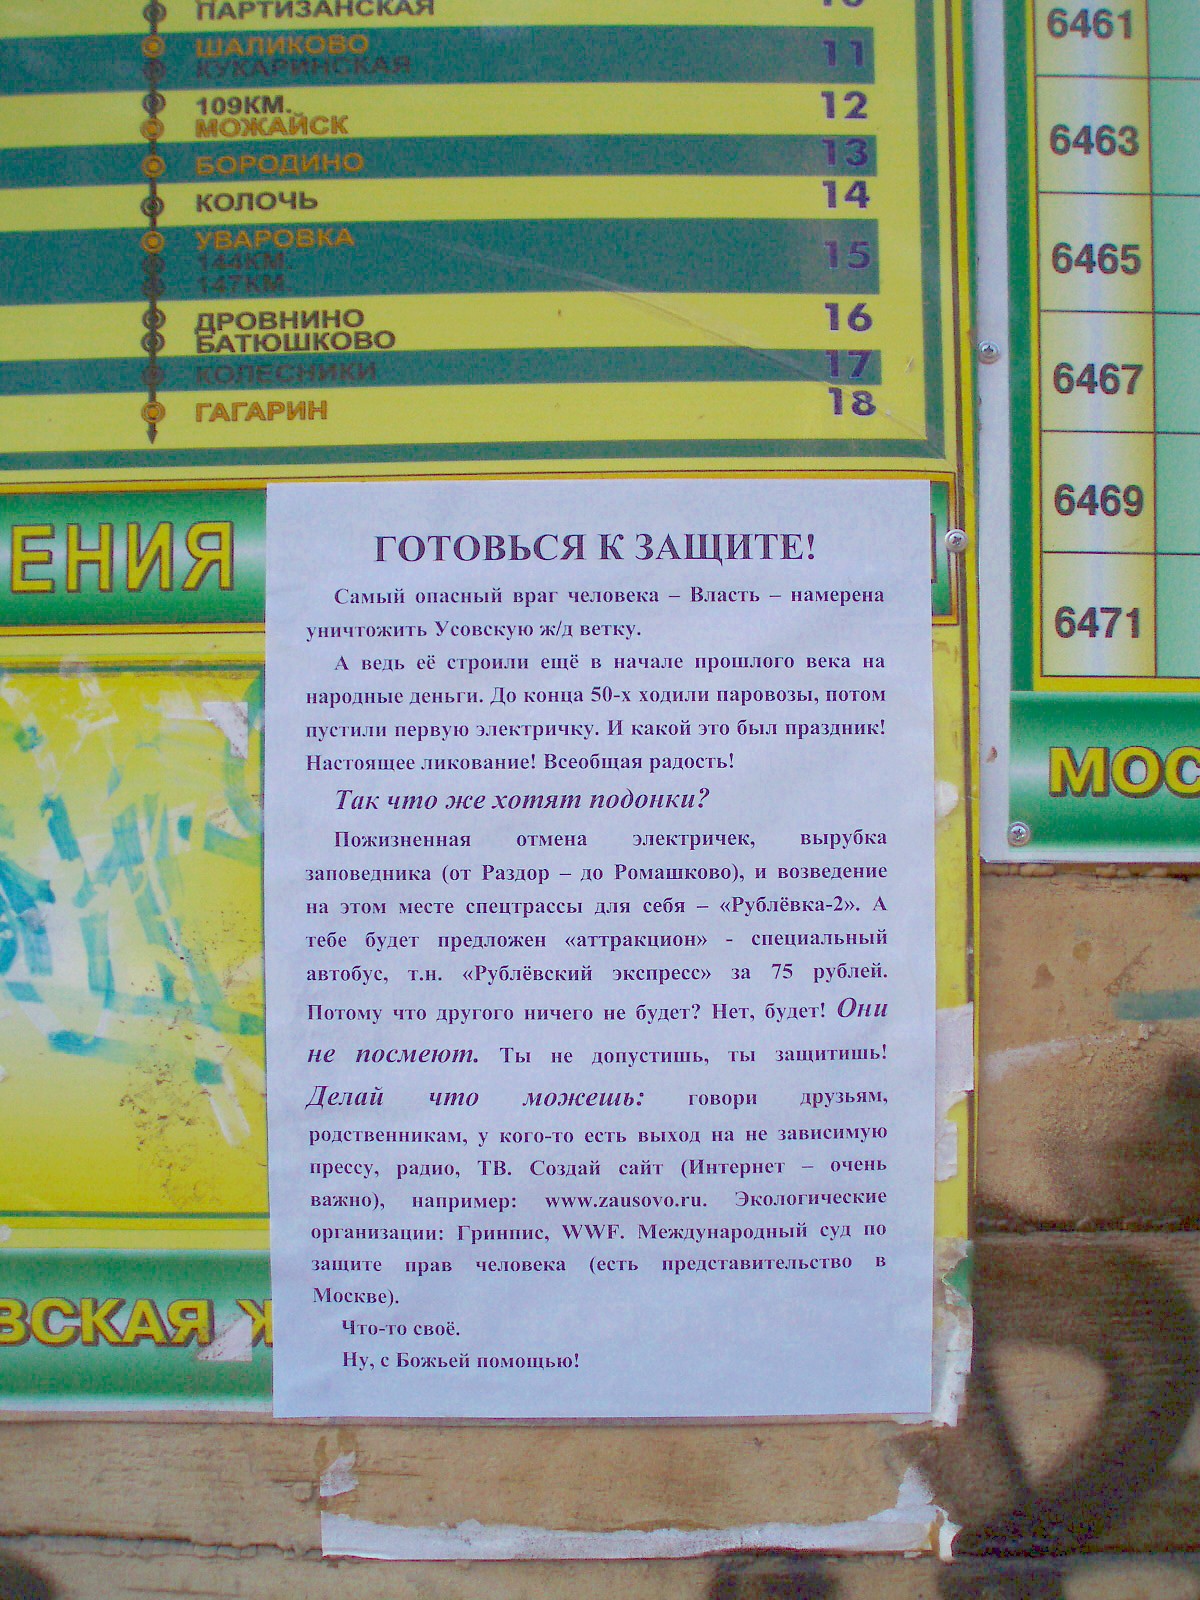 ПАРТИЗАНСКАЯ
ШАЛИКОВО 11
КУКАРИНСКАЯ
109КМ. 12
МОЖАЙСК
БОРОДИНО 13
КОЛОЧЬ 14
УВАРОВКА 15
144КМ.
147КМ.
ДРОВНИНО 16
БАТЮШКОВО
КОЛЕСНИКИ 17
ГАГАРИН 18
6461
6463
6465
6467
6469
6471
МОС
ЕНИЯ
ВСКАЯ Ж
ГОТОВЬСЯ К ЗАЩИТЕ!
Самый опасный враг человека – Власть – намерена
уничтожить Усовскую ж/д ветку.
А ведь её строили ещё в начале прошлого века на
народные деньги. До конца 50-х ходили паровозы, потом
пустили первую электричку. И какой это был праздник!
Настоящее ликование! Всеобщая радость!
Так что же хотят подонки?
Пожизненная отмена электричек, вырубка
заповедника (от Раздор – до Ромашково), и возведение
на этом месте спецтрассы для себя – «Рублёвка-2». А
тебе будет предложен «аттракцион» - специальный
автобус, т.н. «Рублёвский экспресс» за 75 рублей.
Потому что другого ничего не будет? Нет, будет! Они
не посмеют. Ты не допустишь, ты защитишь!
Делай что можешь: говори друзьям,
родственникам, у кого-то есть выход на не зависимую
прессу, радио, ТВ. Создай сайт (Интернет – очень
важно), например: www.zausovo.ru. Экологические
организации: Гринпис, WWF. Международный суд по
защите прав человека (есть представительство в
Москве).
Что-то своё.
Ну, с Божьей помощью!